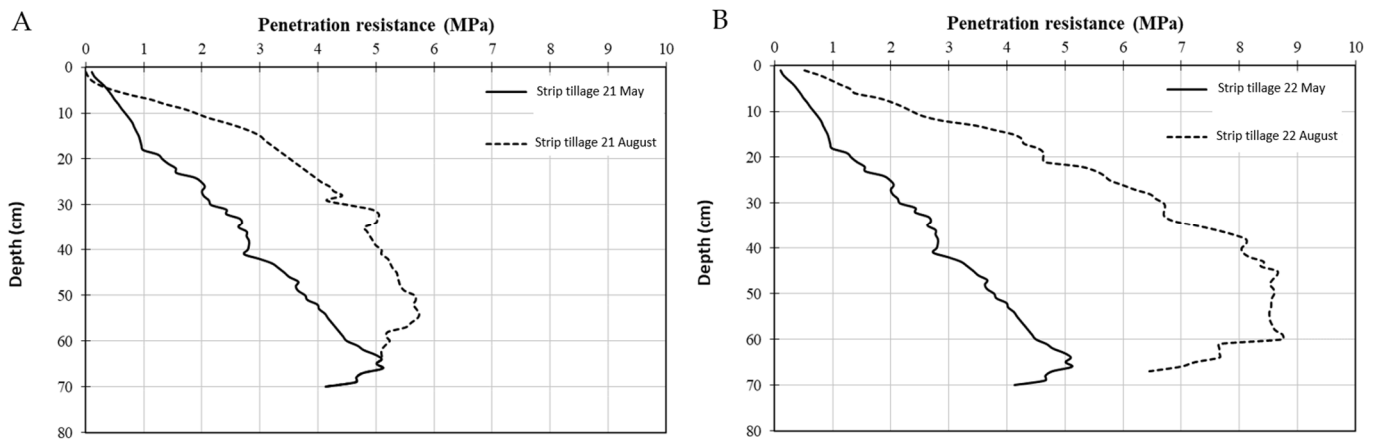 A
Penetration resistance (MPa)
0 1 2 3 4 5 6 7 8 9 10
0
10
20
30
40
50
60
70
80
Depth (cm)
Strip tillage 21 May
Strip tillage 21 August
B
Penetration resistance (MPa)
0 1 2 3 4 5 6 7 8 9 10
0
10
20
30
40
50
60
70
80
Depth (cm)
Strip tillage 22 May
Strip tillage 22 August